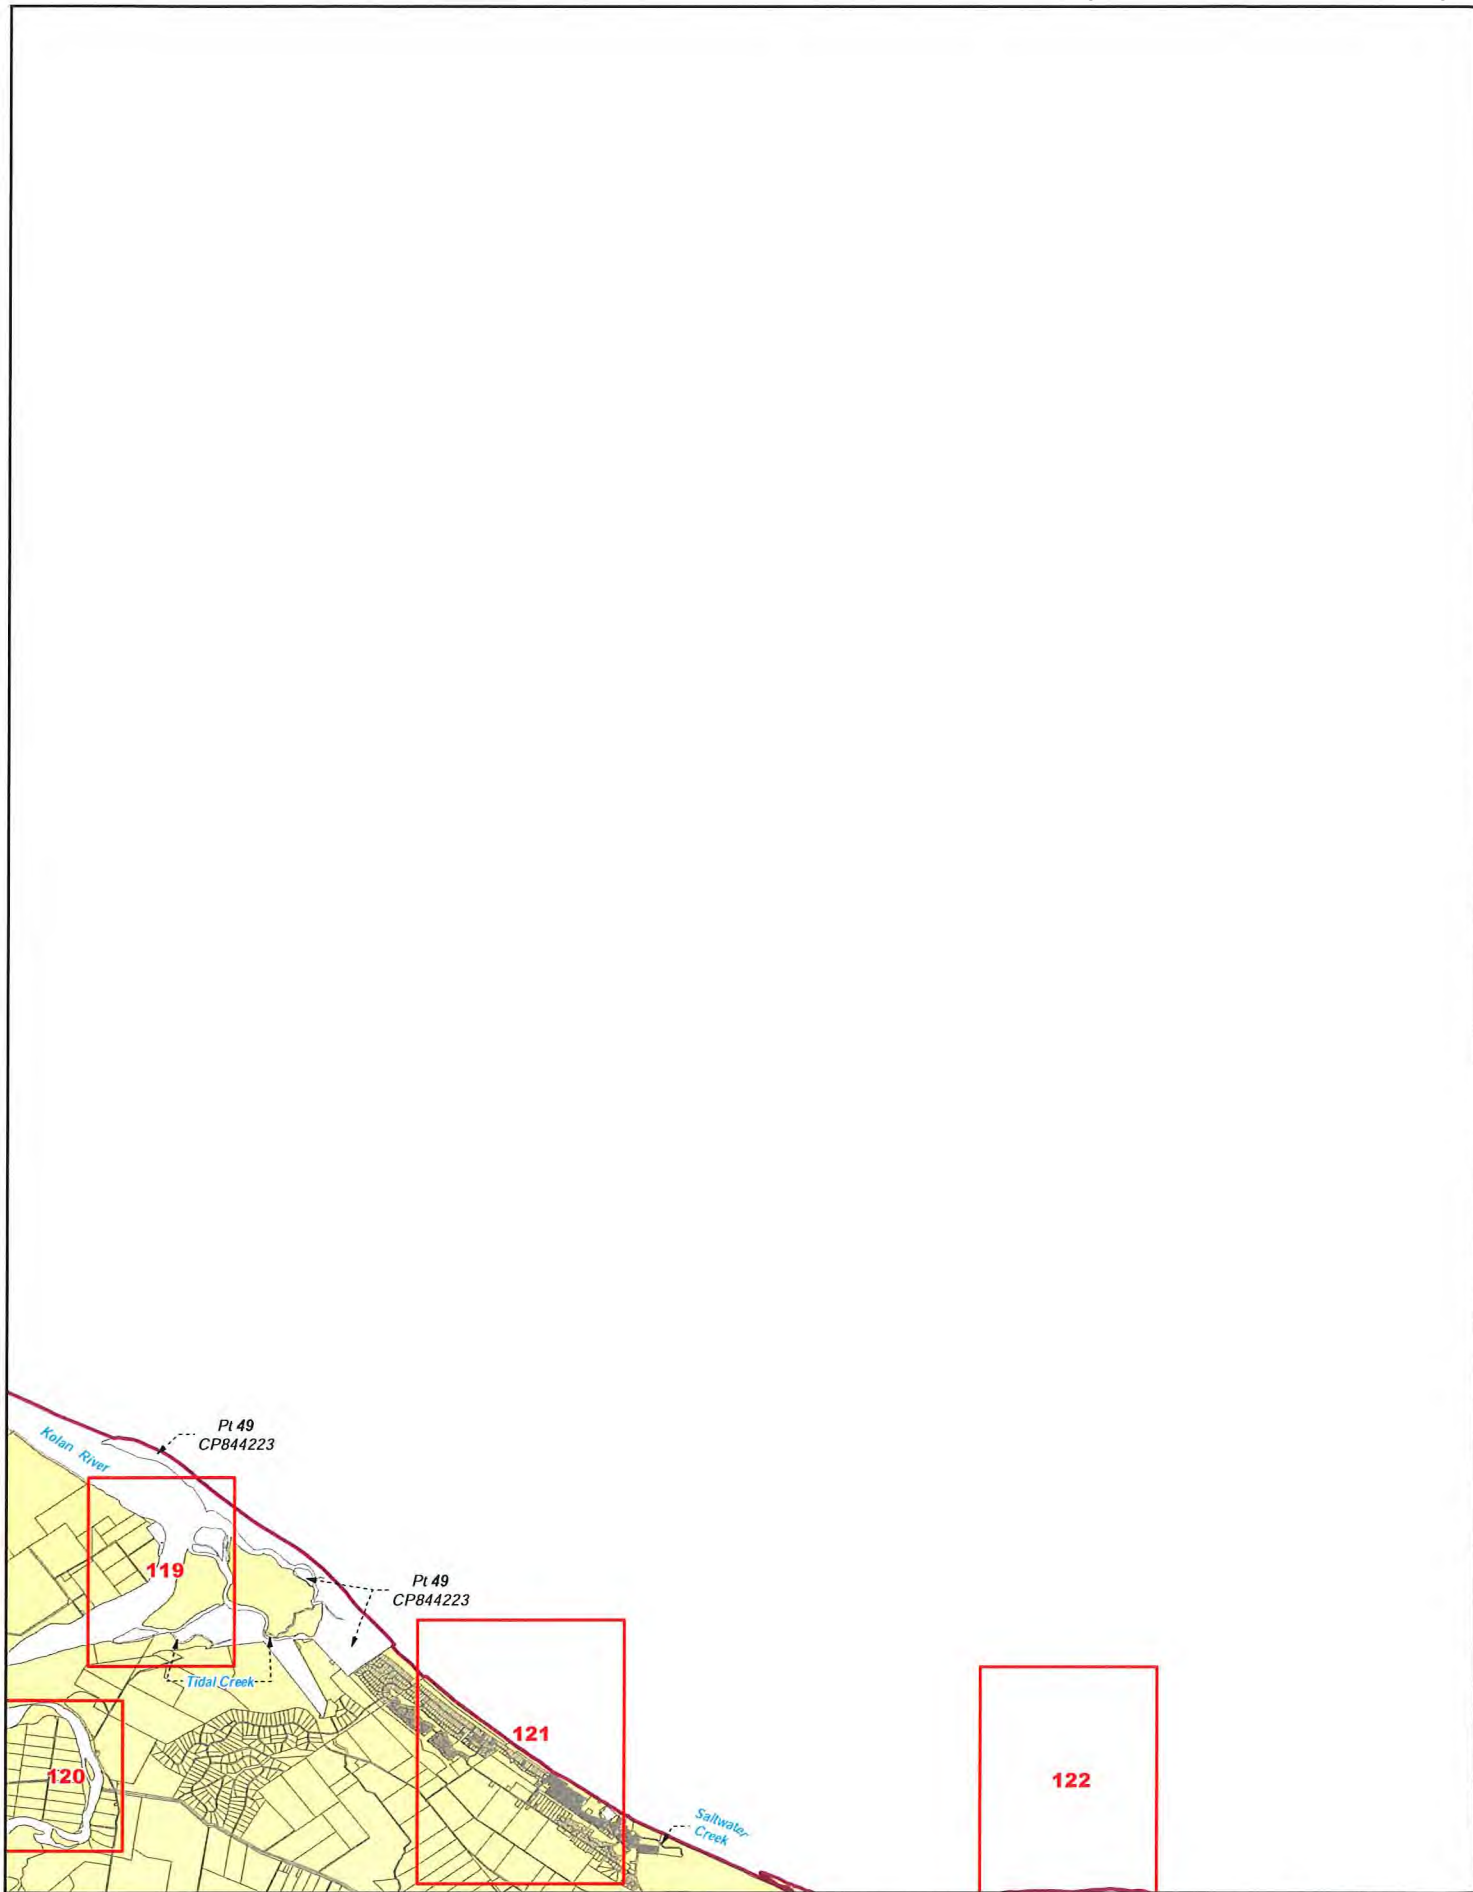 Kolan River
Pt 49
CP844223
119
Pt 49
CP844223
Tidal Creek
121
120
122
Saltwater
Creek